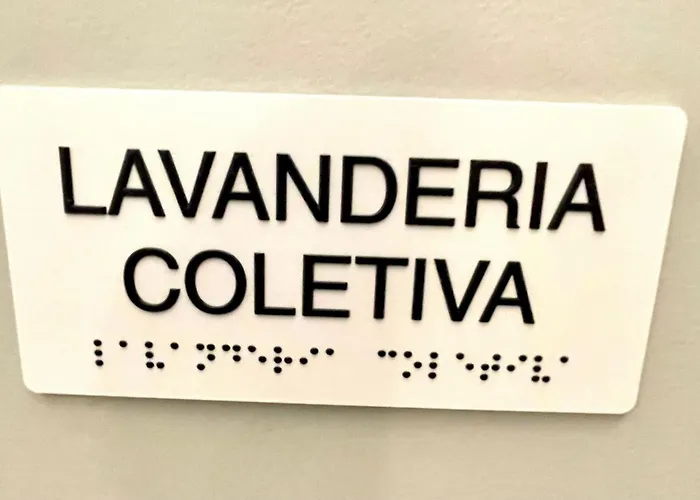 LAVANDERIA
COLETIVA
⠇⠁⠧⠁⠝⠙⠑⠗⠊⠁ ⠉⠕⠇⠑⠞⠊⠧⠁